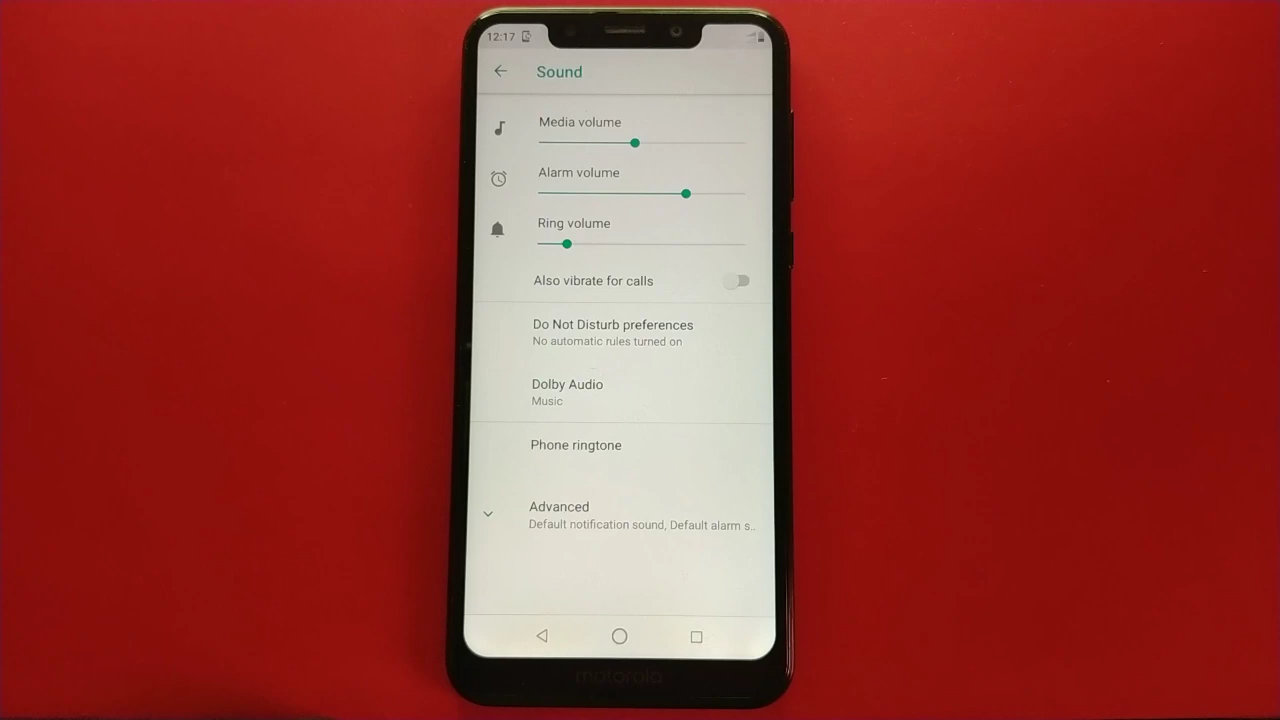 12:17
Sound
Media volume
Alarm volume
Ring volume
Also vibrate for calls
Do Not Disturb preferences
No automatic rules turned on
Dolby Audio
Music
Phone ringtone
Advanced
Default notification sound, Default alarm s..
motorola